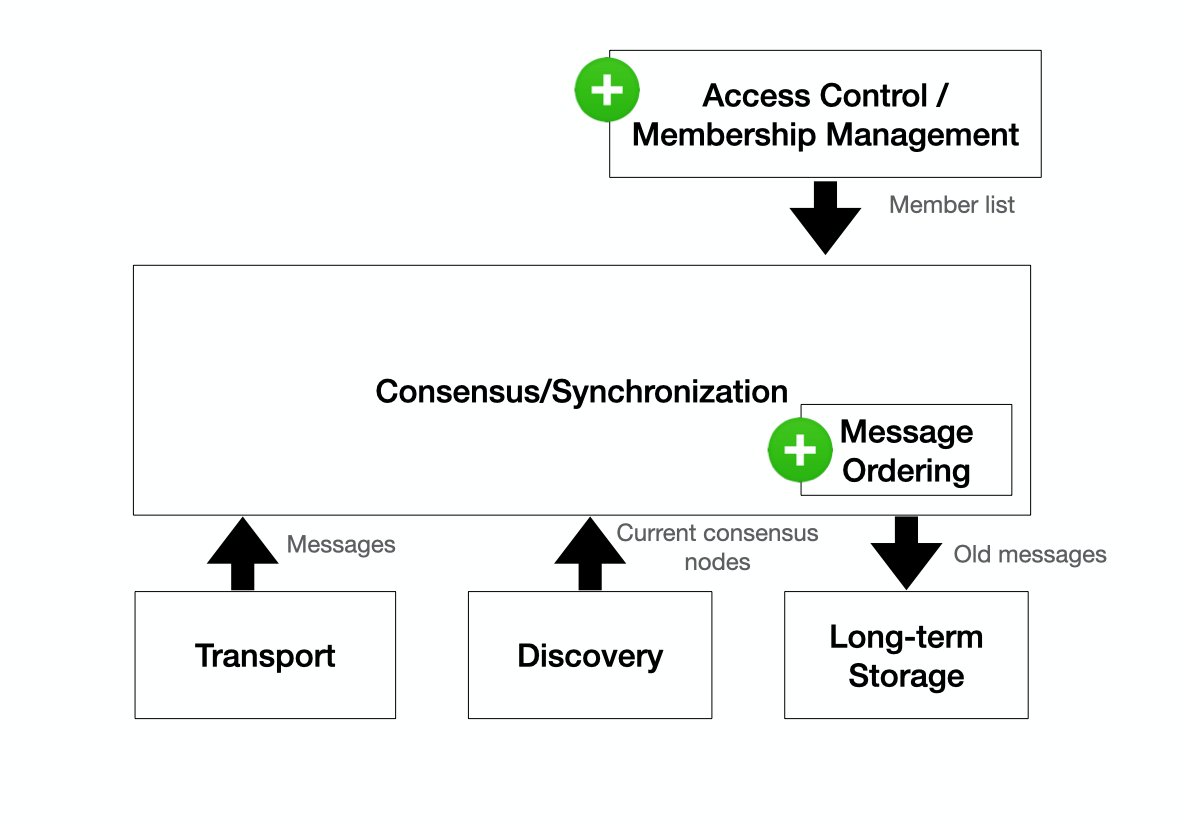 Access Control /
Membership Management
Member list
Consensus/Synchronization
Message
Ordering
Messages
Current consensus
nodes
Old messages
Transport
Discovery
Long-term
Storage